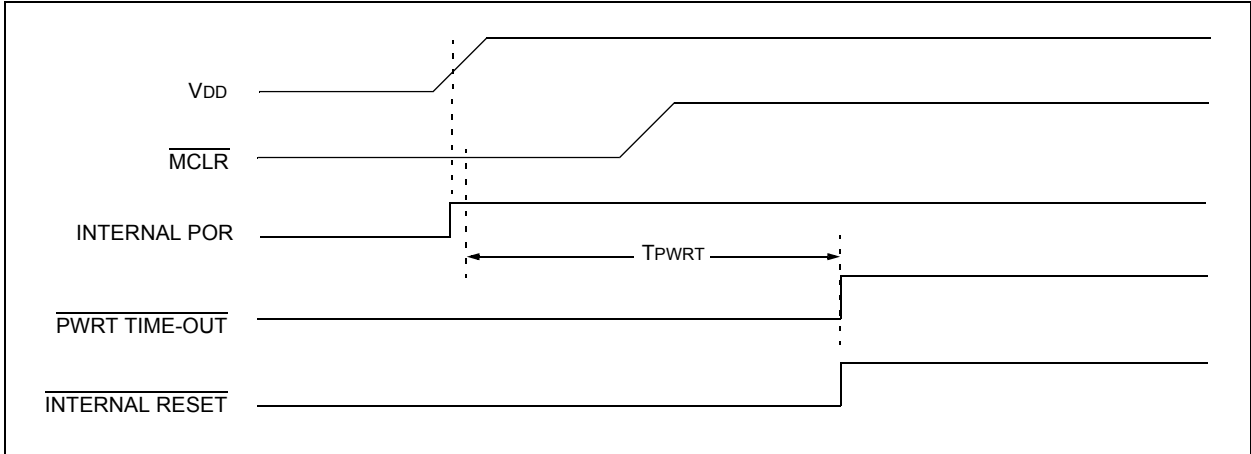 VDD
MCLR
INTERNAL POR
TPWRT
PWRT TIME-OUT
INTERNAL RESET